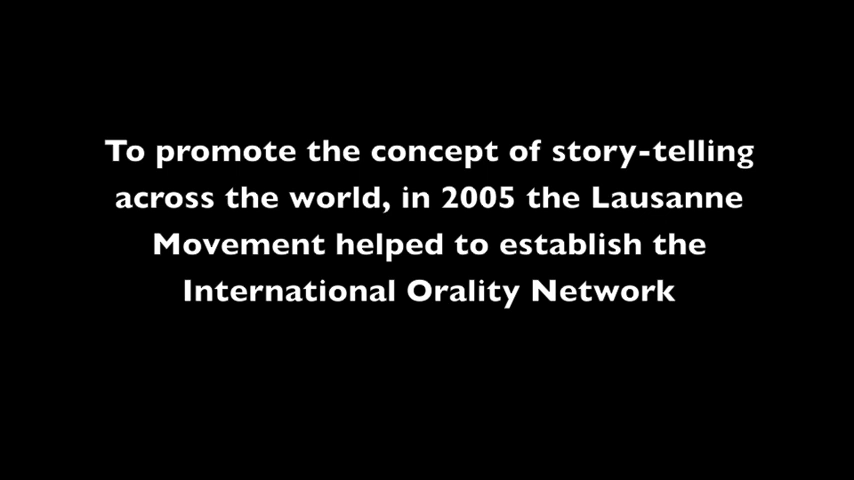 To promote the concept of story-telling
across the world, in 2005 the Lausanne
Movement helped to establish the
International Orality Network